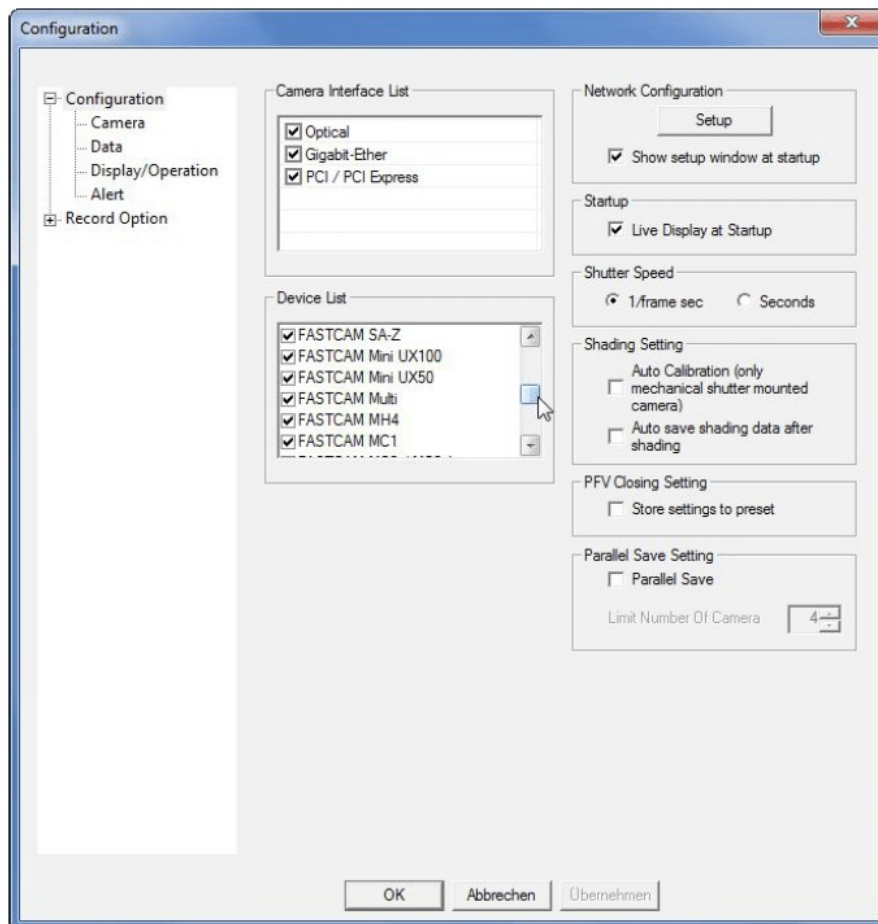 Configuration
Configuration
Camera
Data
Display/Operation
Alert
Record Option
Camera Interface List
Optical
Gigabit-Ether
PCI / PCI Express
Device List
FASTCAM SA-Z
FASTCAM Mini UX100
FASTCAM Mini UX50
FASTCAM Multi
FASTCAM MH4
FASTCAM MC1
Network Configuration
Setup
Show setup window at startup
Startup
Live Display at Startup
Shutter Speed
1/frame sec Seconds
Shading Setting
Auto Calibration (only
mechanical shutter mounted
camera)
Auto save shading data after
shading
PFV Closing Setting
Store settings to preset
Parallel Save Setting
Parallel Save
Limit Number Of Camera 4
OK Abbrechen Übernehmen